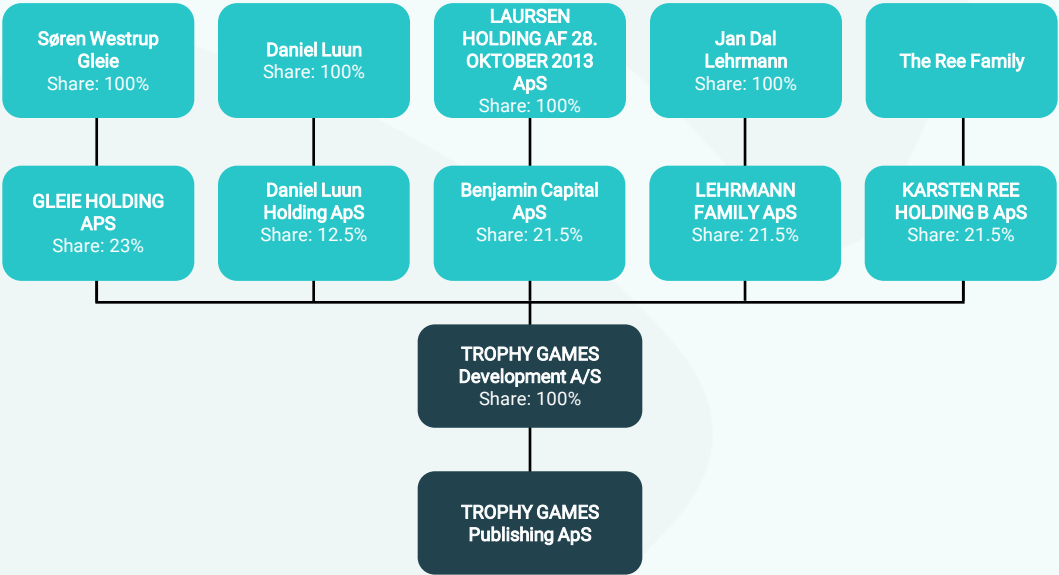 Søren Westrup
Gleie
Share: 100%
Daniel Luun
Share: 100%
LAURSEN
HOLDING AF 28.
OKTOBER 2013
ApS
Share: 100%
Jan Dal
Lehrmann
Share: 100%
The Ree Family
GLEIE HOLDING
APS
Share: 23%
Daniel Luun
Holding ApS
Share: 12.5%
Benjamin Capital
ApS
Share: 21.5%
LEHRMANN
FAMILY ApS
Share: 21.5%
KARSTEN REE
HOLDING B ApS
Share: 21.5%
TROPHY GAMES
Development A/S
Share: 100%
TROPHY GAMES
Publishing ApS